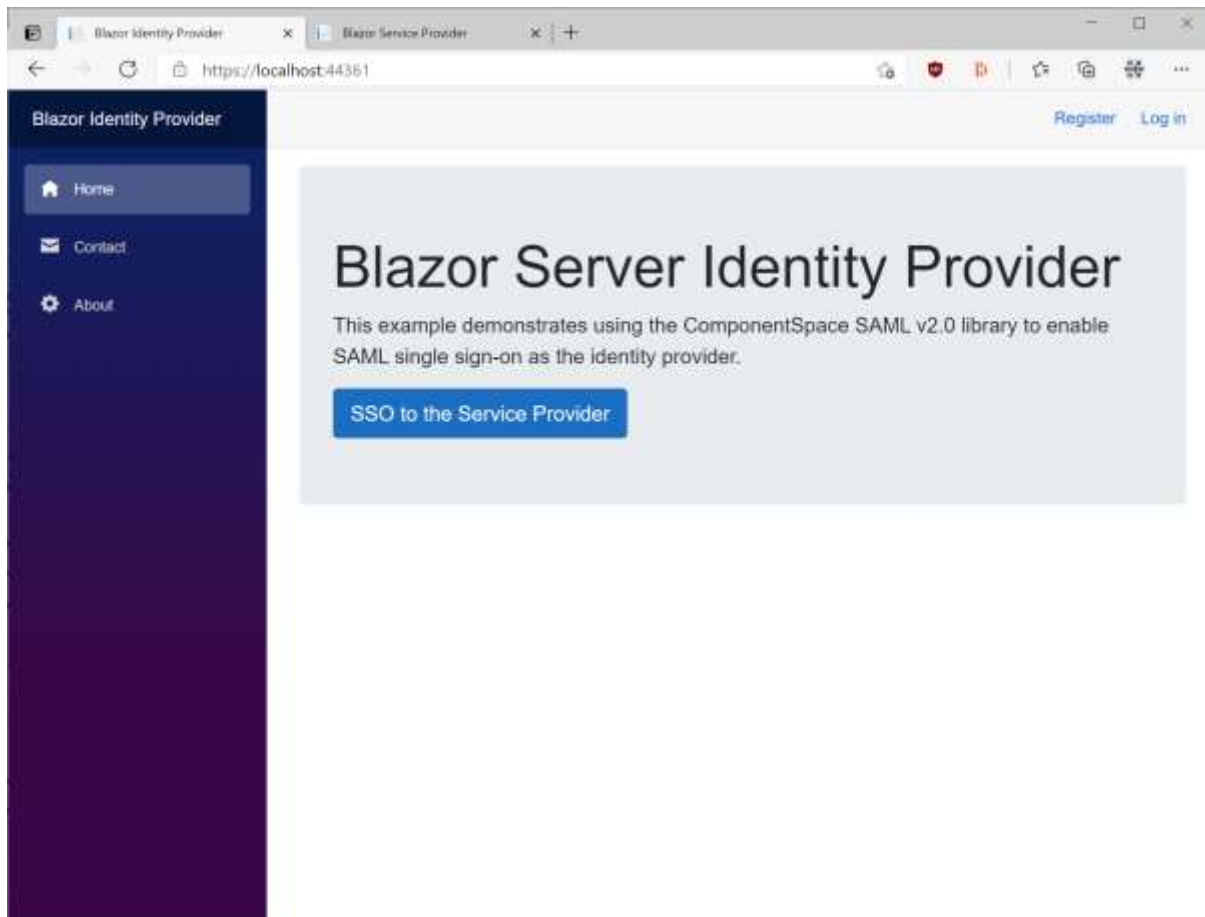 Blazor Identity Provider
Blazor Service Provider
https://localhost:44361
Blazor Identity Provider
Register Log in
Home
Contact
About
Blazor Server Identity Provider
This example demonstrates using the ComponentSpace SAML v2.0 library to enable
SAML single sign-on as the identity provider.
SSO to the Service Provider